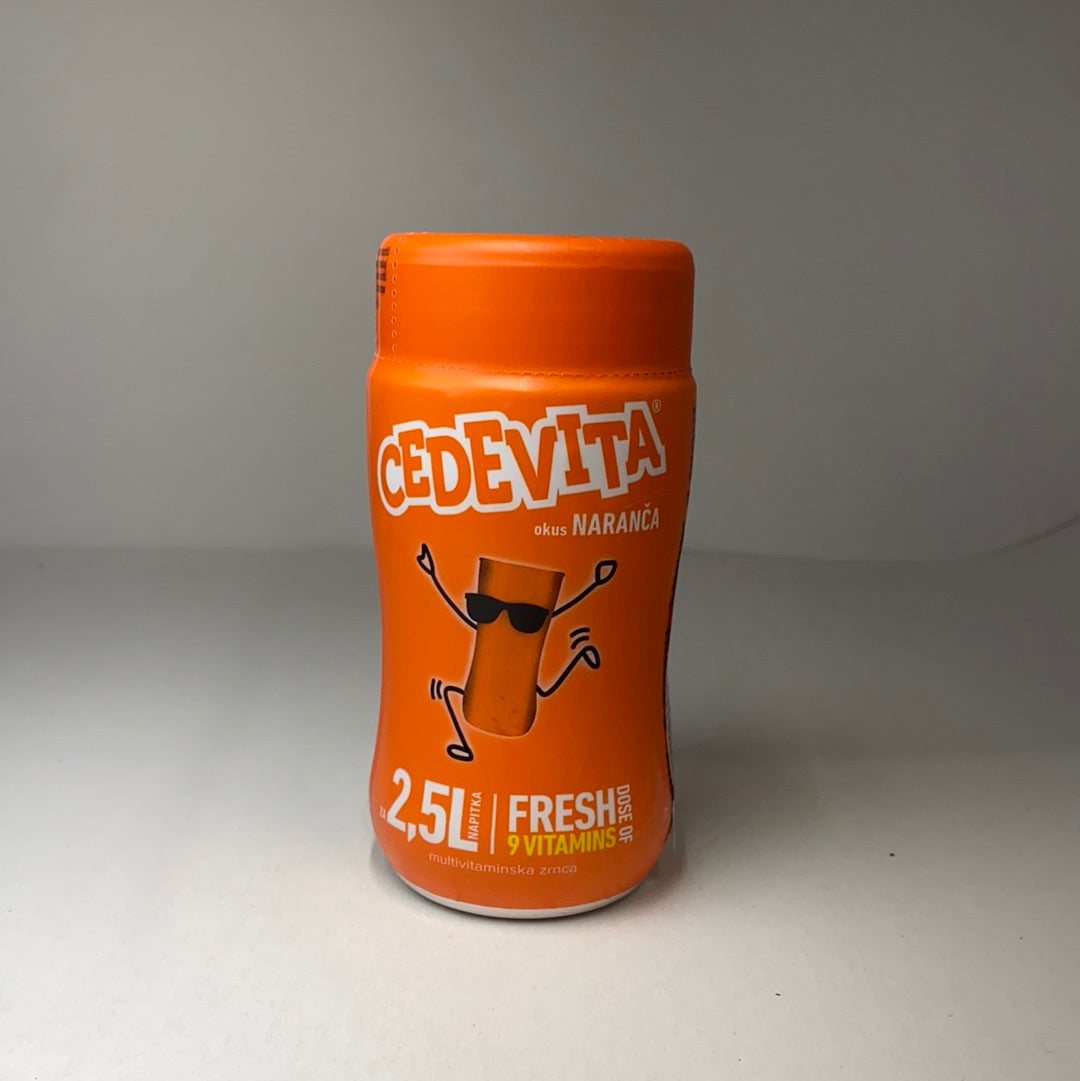 CEDEVITA®
okus NARANČA
ZA 2,5L NAPITKA
FRESH DOSE OF
9 VITAMINS
multivitaminska zrnca